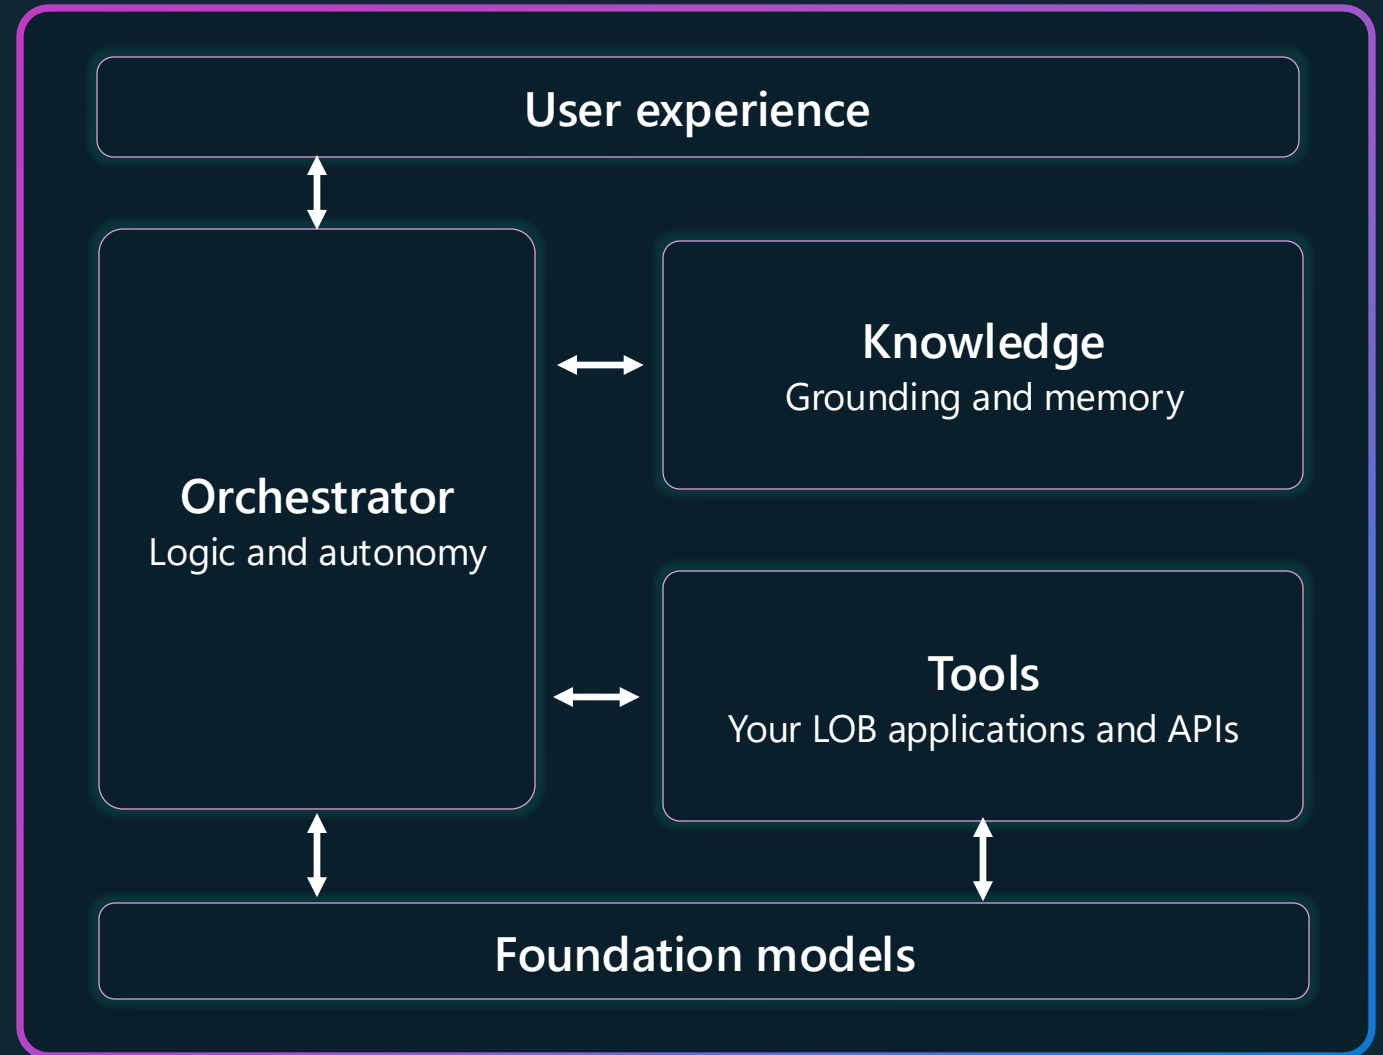 User experience
Orchestrator
Logic and autonomy
Knowledge
Grounding and memory
Tools
Your LOB applications and APIs
Foundation models